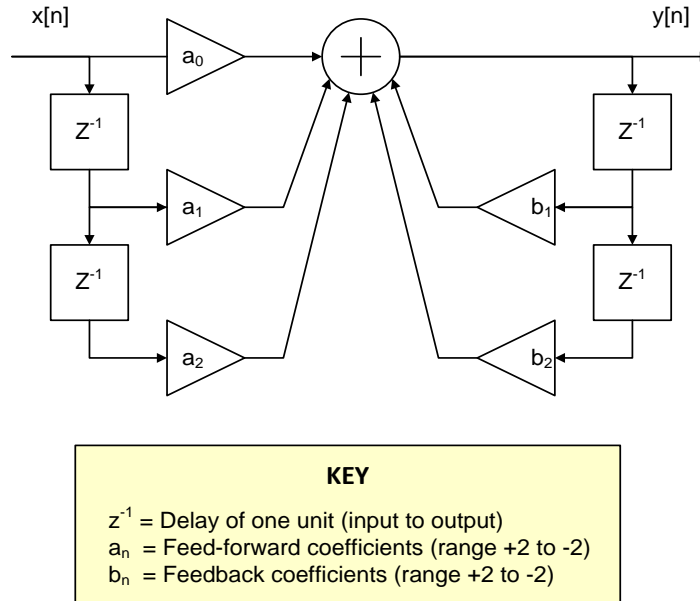 x[n] y[n]
a₀
Z⁻¹ Z⁻¹
a₁ b₁
Z⁻¹ Z⁻¹
a₂ b₂
KEY
z⁻¹ = Delay of one unit (input to output)
aₙ = Feed-forward coefficients (range +2 to -2)
bₙ = Feedback coefficients (range +2 to -2)